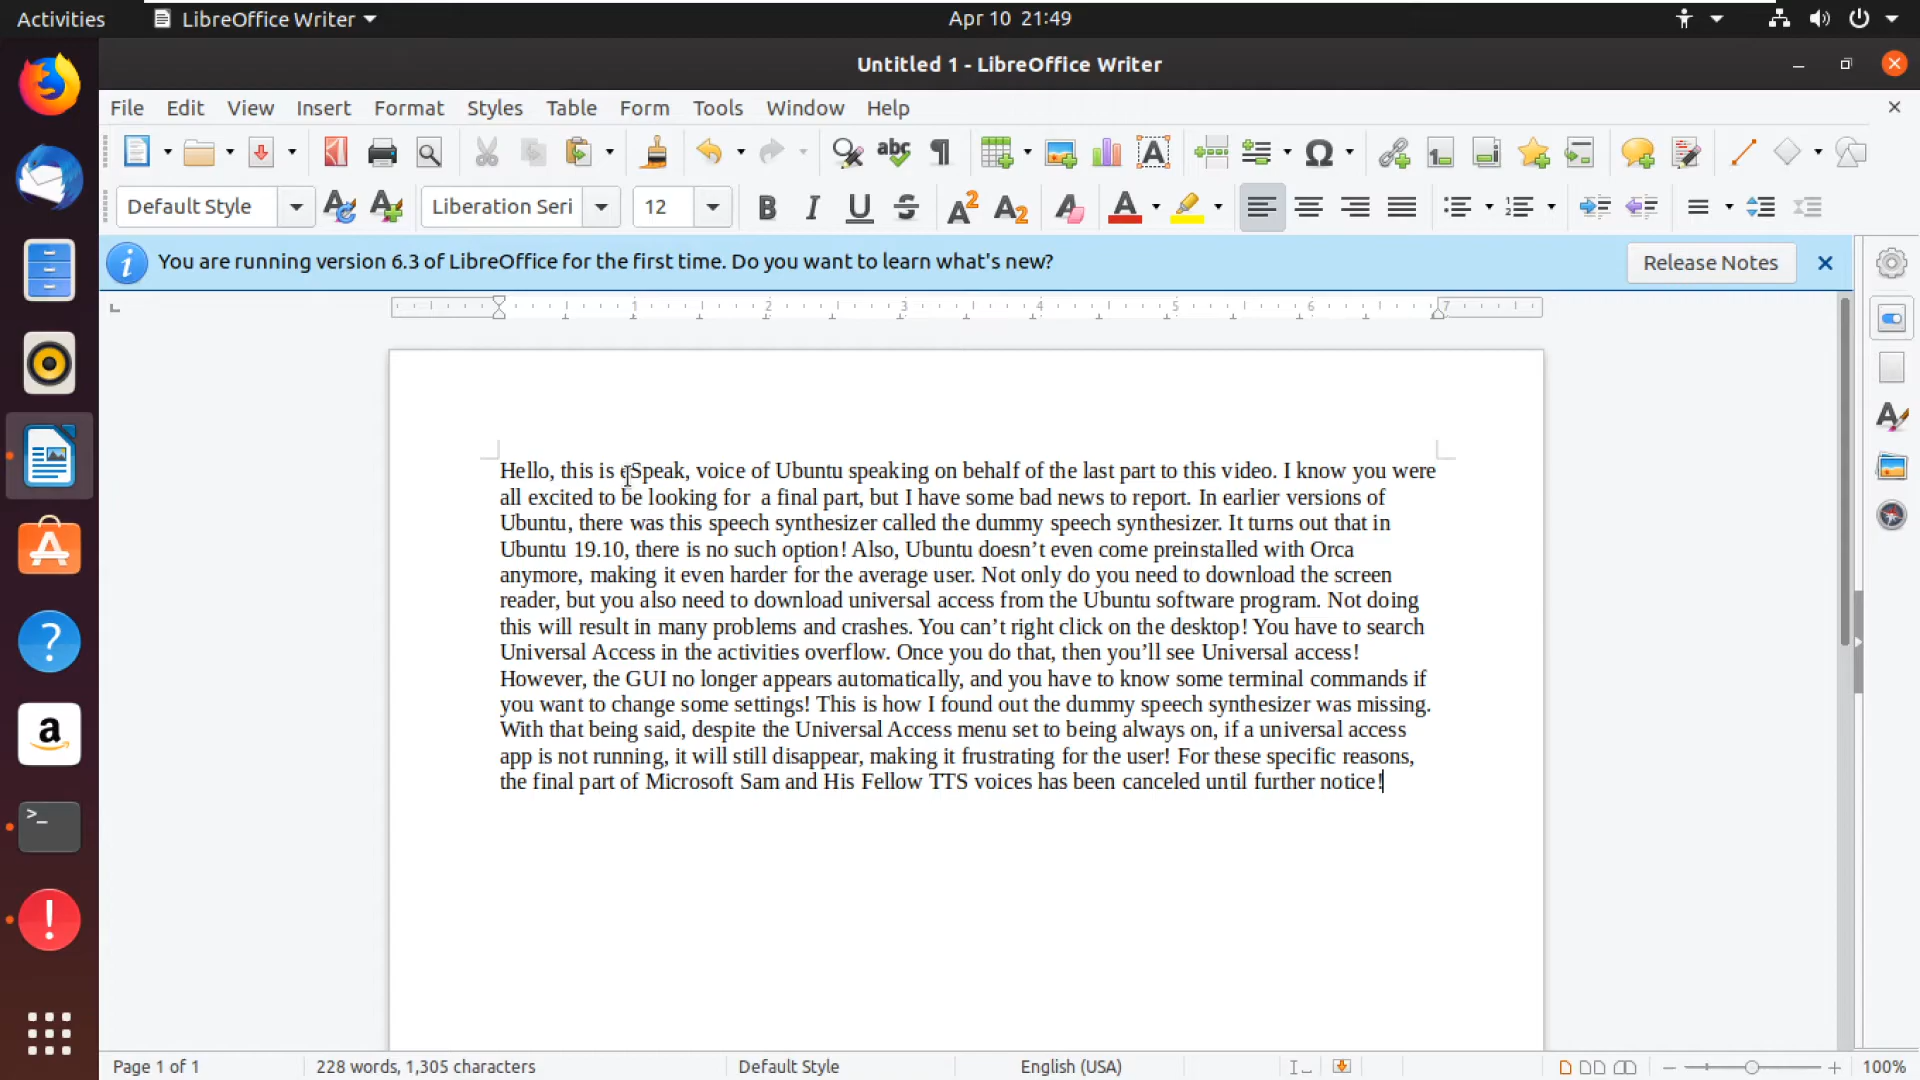 Activities
LibreOffice Writer
Apr 10 21:49
Untitled 1 - LibreOffice Writer
File Edit View Insert Format Styles Table Form Tools Window Help
Default Style
Liberation Seri
12
You are running version 6.3 of LibreOffice for the first time. Do you want to learn what's new?
Release Notes
1 2 3 4 5 6 7
Hello, this is eSpeak, voice of Ubuntu speaking on behalf of the last part to this video. I know you were
all excited to be looking for  a final part, but I have some bad news to report. In earlier versions of
Ubuntu, there was this speech synthesizer called the dummy speech synthesizer. It turns out that in
Ubuntu 19.10, there is no such option! Also, Ubuntu doesn’t even come preinstalled with Orca
anymore, making it even harder for the average user. Not only do you need to download the screen
reader, but you also need to download universal access from the Ubuntu software program. Not doing
this will result in many problems and crashes. You can’t right click on the desktop! You have to search
Universal Access in the activities overflow. Once you do that, then you’ll see Universal access!
However, the GUI no longer appears automatically, and you have to know some terminal commands if
you want to change some settings! This is how I found out the dummy speech synthesizer was missing.
With that being said, despite the Universal Access menu set to being always on, if a universal access
app is not running, it will still disappear, making it frustrating for the user! For these specific reasons,
the final part of Microsoft Sam and His Fellow TTS voices has been canceled until further notice!
Page 1 of 1
228 words, 1,305 characters
Default Style
English (USA)
100%